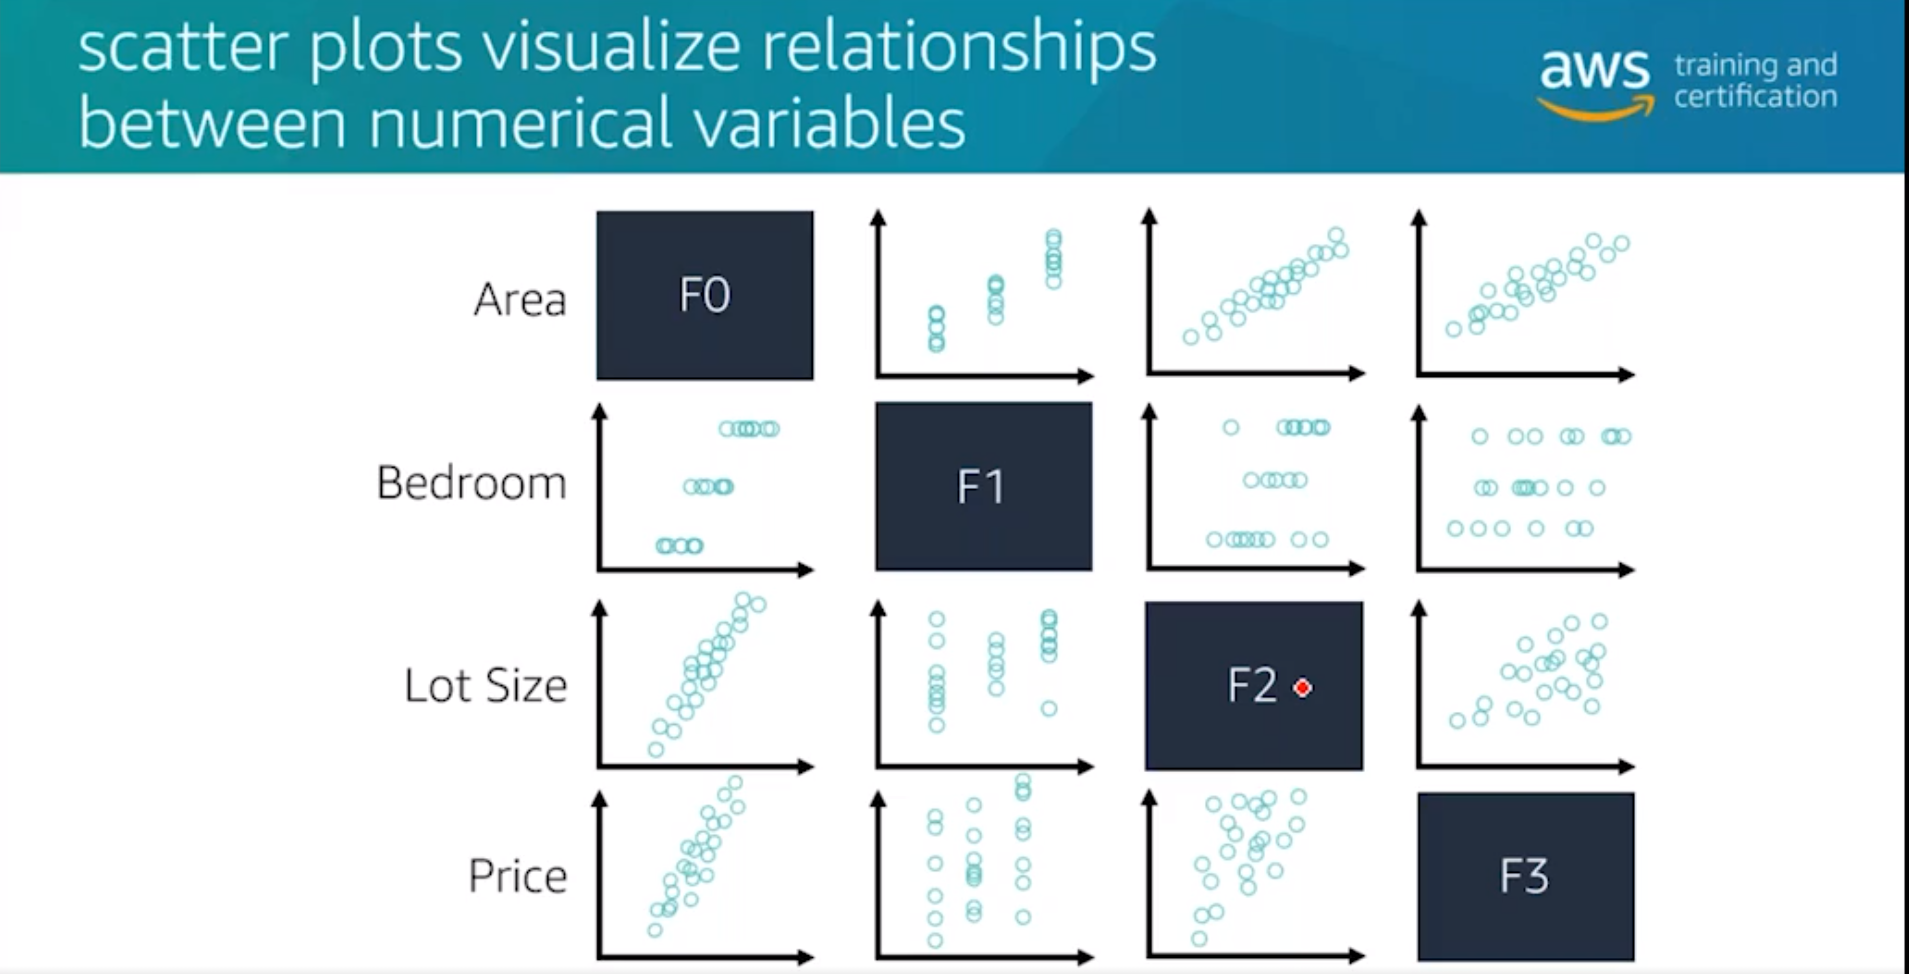 scatter plots visualize relationships
between numerical variables
aws training and
certification
Area
F0
Bedroom
F1
Lot Size
F2
Price
F3